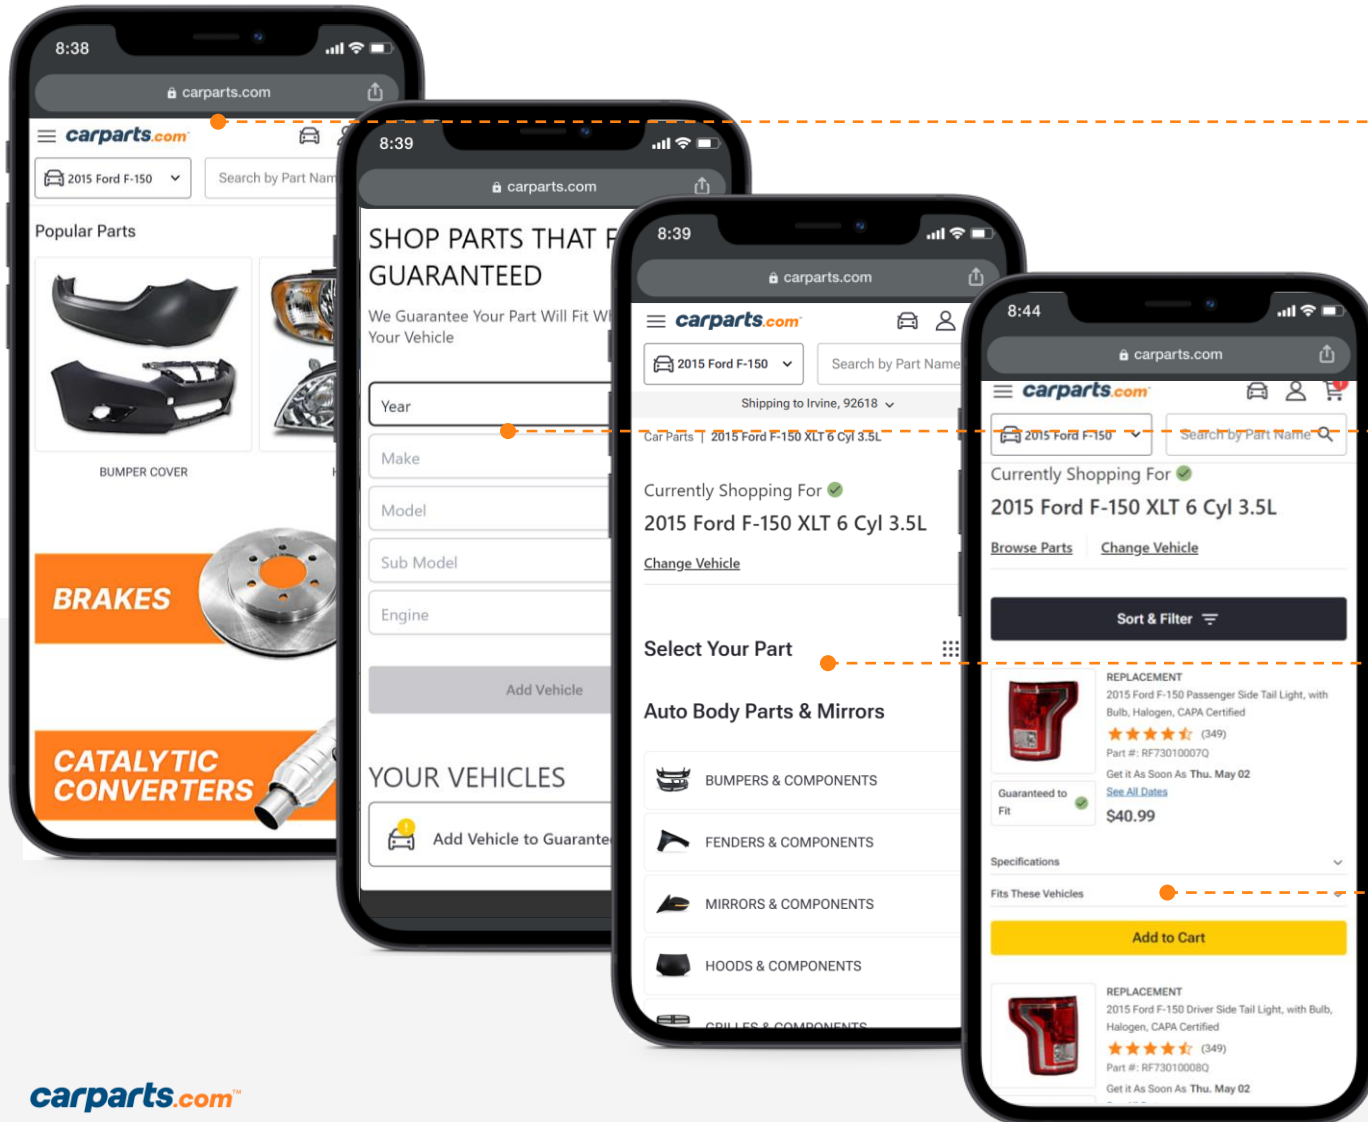 8:38
carparts.com
carparts.com
2015 Ford F-150
Search by Part Nam
Popular Parts
BUMPER COVER
BRAKES
CATALYTIC
CONVERTERS
8:39
carparts.com
SHOP PARTS THAT F
GUARANTEED
We Guarantee Your Part Will Fit Wh
Your Vehicle
Year
Make
Model
Sub Model
Engine
Add Vehicle
YOUR VEHICLES
Add Vehicle to Guarantee
8:39
carparts.com
carparts.com
2015 Ford F-150
Search by Part Name
Shipping to Irvine, 92618
Car Parts | 2015 Ford F-150 XLT 6 Cyl 3.5L
Currently Shopping For
2015 Ford F-150 XLT 6 Cyl 3.5L
Change Vehicle
Select Your Part
Auto Body Parts & Mirrors
BUMPERS & COMPONENTS
FENDERS & COMPONENTS
MIRRORS & COMPONENTS
HOODS & COMPONENTS
GRILLES & COMPONENTS
8:44
carparts.com
carparts.com
2015 Ford F-150
Search by Part Name
Currently Shopping For
2015 Ford F-150 XLT 6 Cyl 3.5L
Browse Parts Change Vehicle
Sort & Filter
REPLACEMENT
2015 Ford F-150 Passenger Side Tail Light, with
Bulb, Halogen, CAPA Certified
(349)
Part #: RF73010007Q
Get it As Soon As Thu. May 02
See All Dates
Guaranteed to
Fit
$40.99
Specifications
Fits These Vehicles
Add to Cart
REPLACEMENT
2015 Ford F-150 Driver Side Tail Light, with Bulb,
Halogen, CAPA Certified
(349)
Part #: RF73010008Q
Get it As Soon As Thu. May 02
carparts.com™